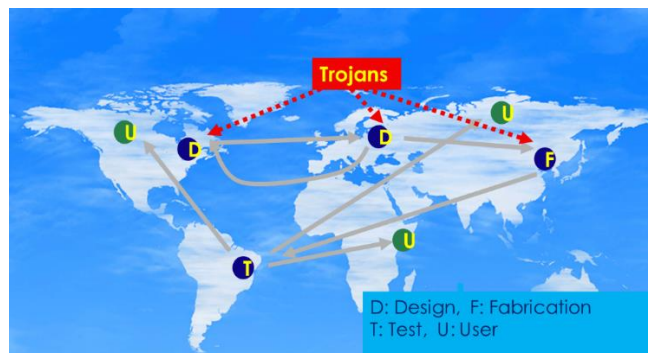 Trojans
U
U
D
D
F
U
T
D: Design, F: Fabrication
T: Test, U: User